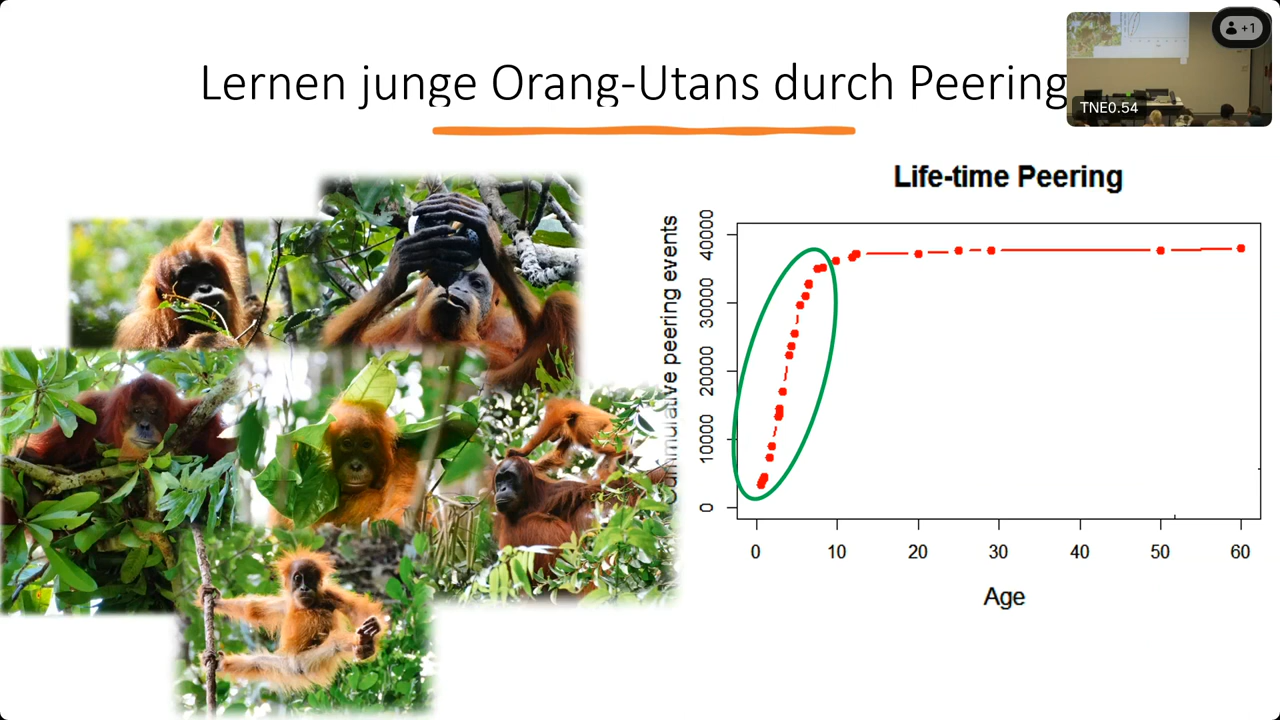 Lernen junge Orang-Utans durch Peering
+1
TNE0.54
Life-time Peering
Cummulative peering events
40000
30000
20000
10000
0
0 10 20 30 40 50 60
Age